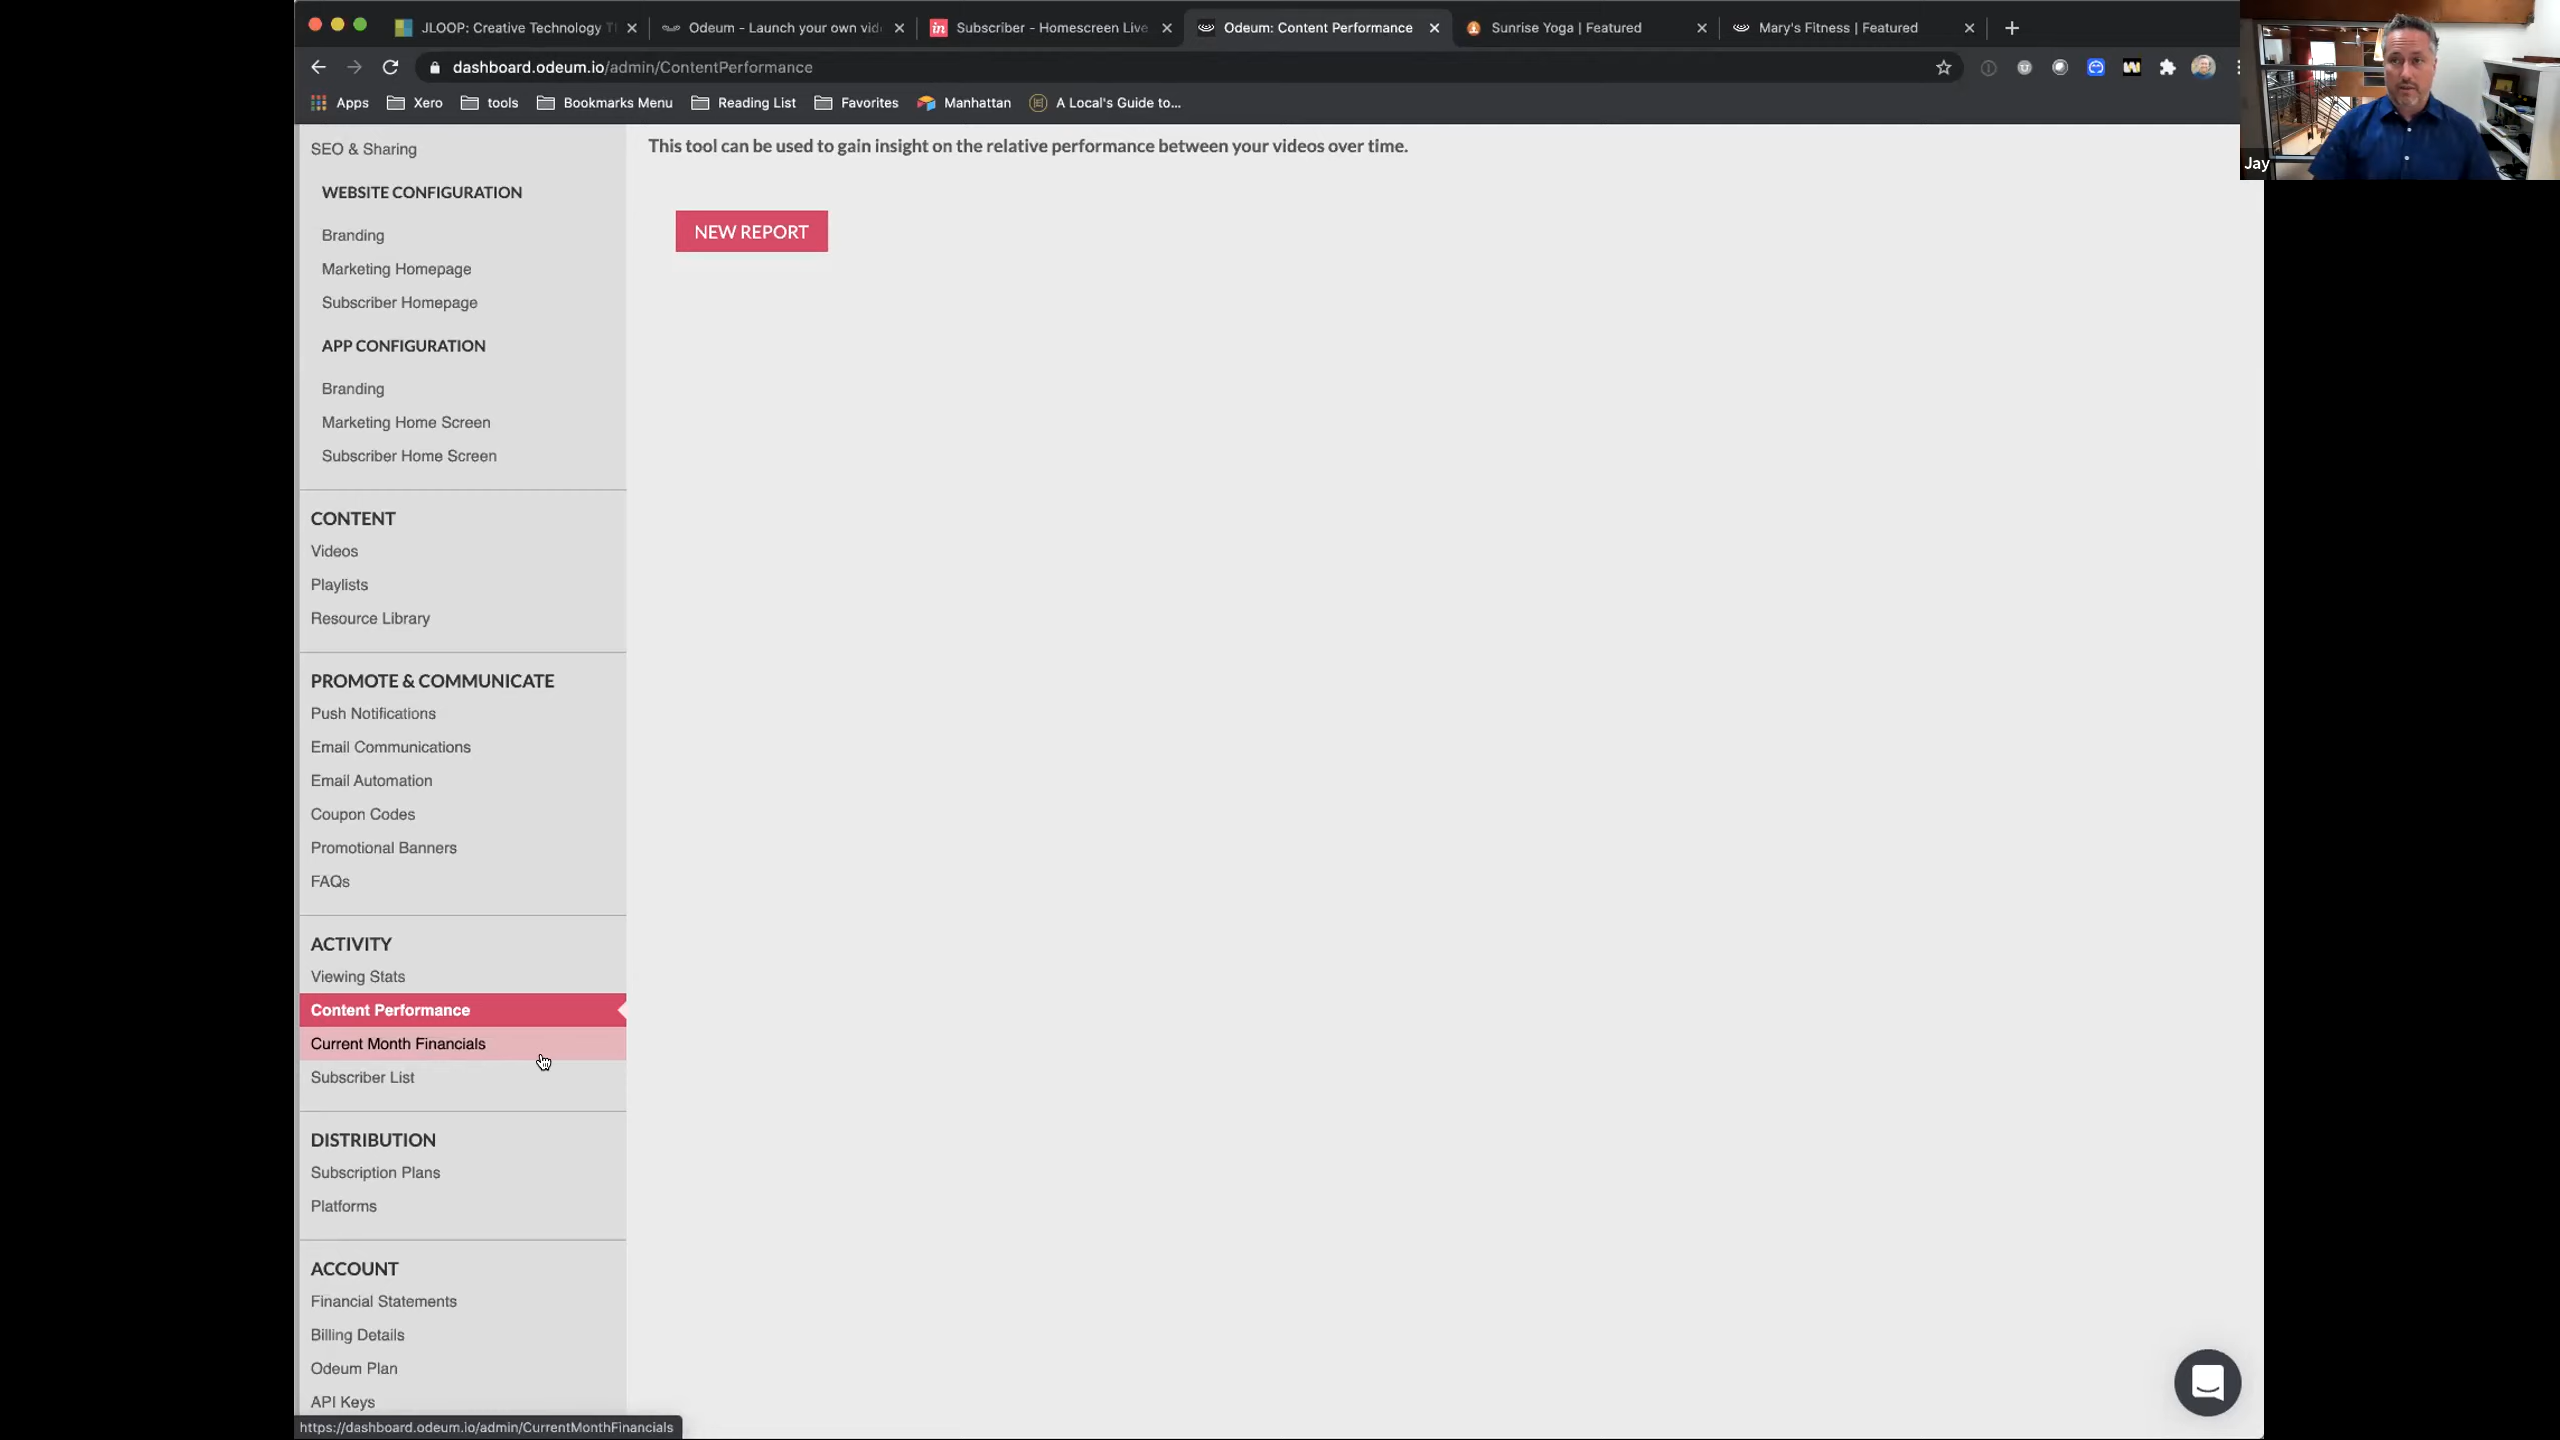 JLOOP: Creative Technology T
Odeum - Launch your own vid
Subscriber - Homescreen Live
Odeum: Content Performance
Sunrise Yoga | Featured
Mary's Fitness | Featured
dashboard.odeum.io/admin/ContentPerformance
Apps
Xero
tools
Bookmarks Menu
Reading List
Favorites
Manhattan
A Local's Guide to...
Jay
SEO & Sharing
WEBSITE CONFIGURATION
Branding
Marketing Homepage
Subscriber Homepage
APP CONFIGURATION
Branding
Marketing Home Screen
Subscriber Home Screen
CONTENT
Videos
Playlists
Resource Library
PROMOTE & COMMUNICATE
Push Notifications
Email Communications
Email Automation
Coupon Codes
Promotional Banners
FAQs
ACTIVITY
Viewing Stats
Content Performance
Current Month Financials
Subscriber List
DISTRIBUTION
Subscription Plans
Platforms
ACCOUNT
Financial Statements
Billing Details
Odeum Plan
API Keys
https://dashboard.odeum.io/admin/CurrentMonthFinancials
This tool can be used to gain insight on the relative performance between your videos over time.
NEW REPORT